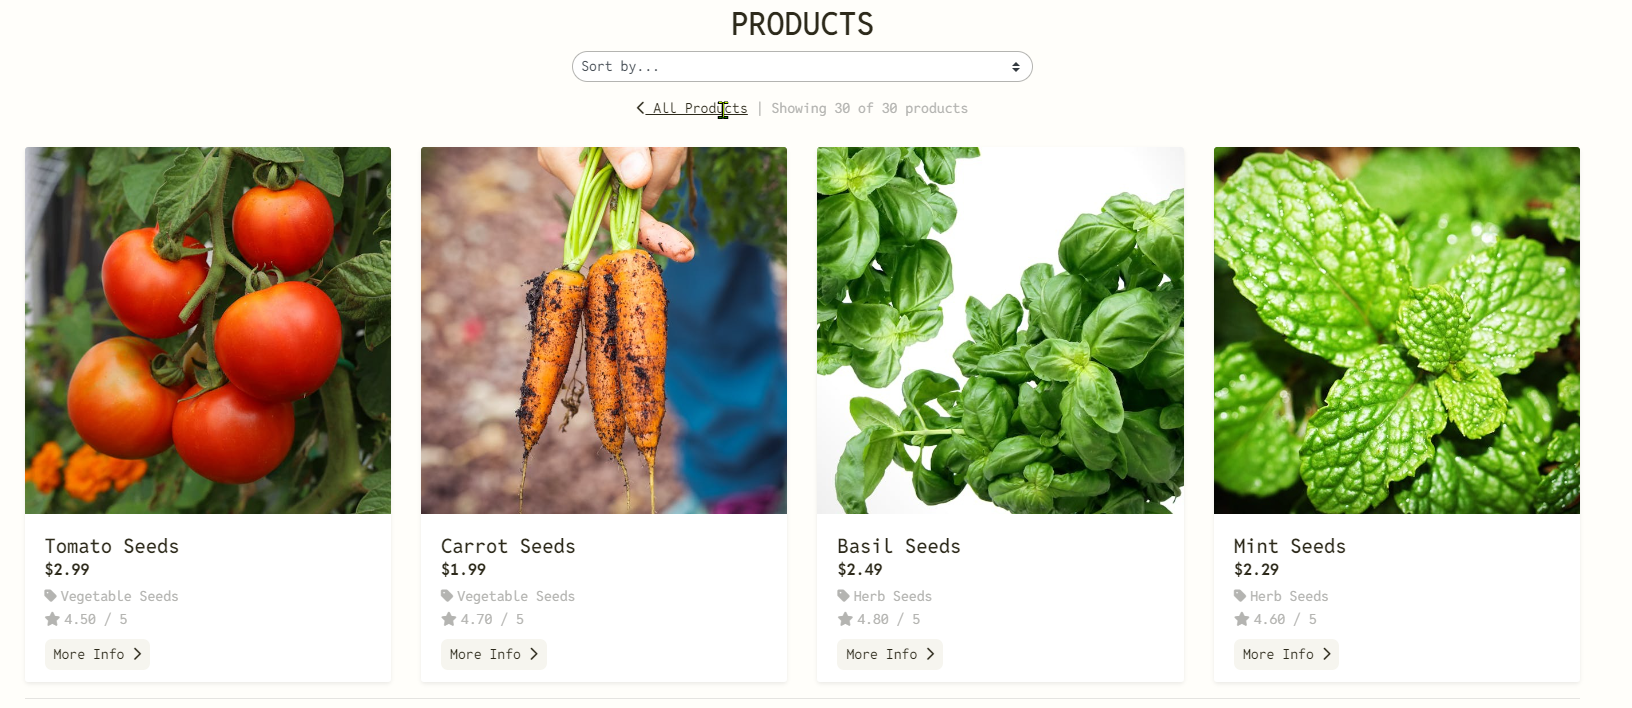 PRODUCTS
Sort by...
All Products | Showing 30 of 30 products
Tomato Seeds
$2.99
Vegetable Seeds
4.50 / 5
More Info
Carrot Seeds
$1.99
Vegetable Seeds
4.70 / 5
More Info
Basil Seeds
$2.49
Herb Seeds
4.80 / 5
More Info
Mint Seeds
$2.29
Herb Seeds
4.60 / 5
More Info